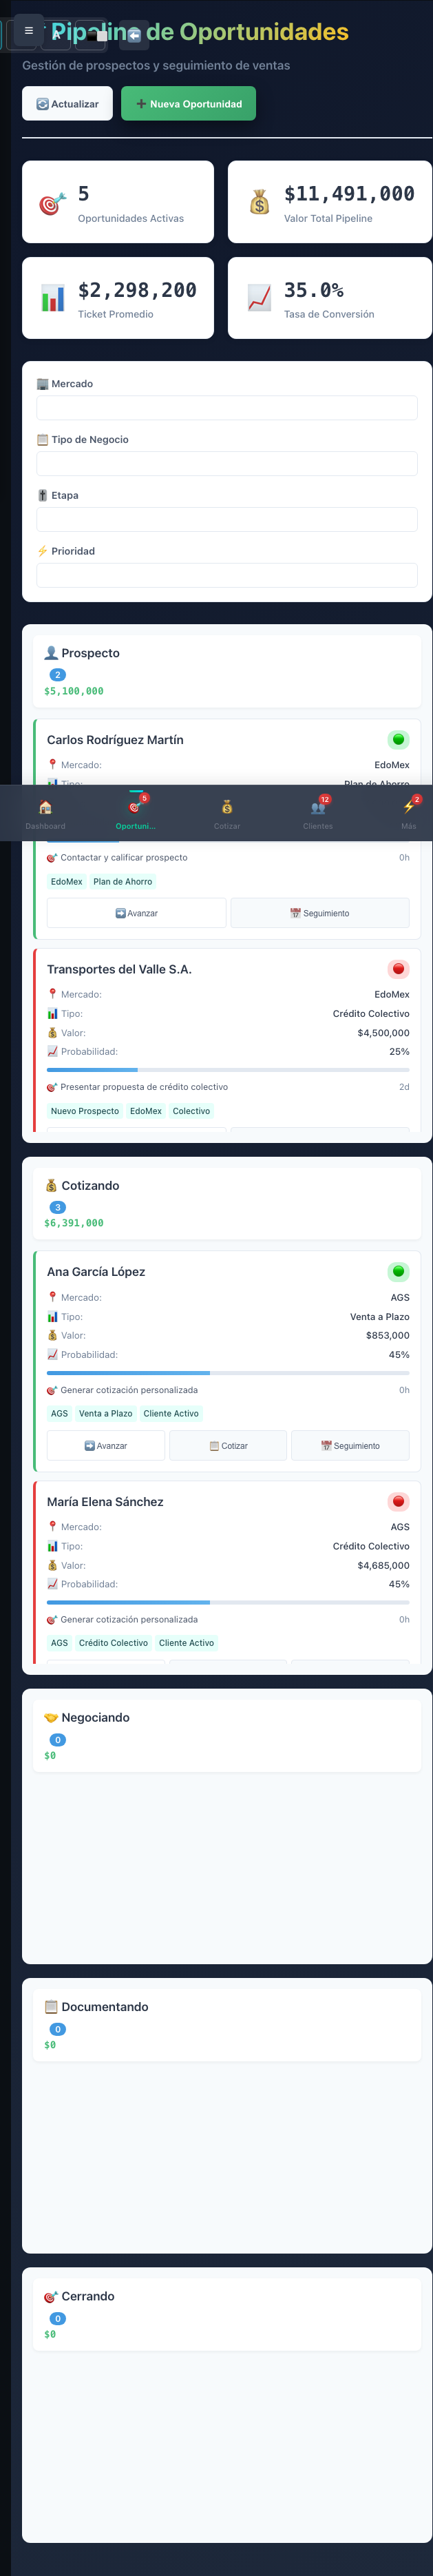 Pipeline de Oportunidades
Gestión de prospectos y seguimiento de ventas
Actualizar
Nueva Oportunidad
5
Oportunidades Activas
$11,491,000
Valor Total Pipeline
$2,298,200
Ticket Promedio
35.0%
Tasa de Conversión
Mercado
Tipo de Negocio
Etapa
Prioridad
Prospecto
2
$5,100,000
Carlos Rodríguez Martín
Mercado: EdoMex
Tipo: Plan de Ahorro
5
12
2
Dashboard Oportuni... Cotizar Clientes Más
Contactar y calificar prospecto 0h
EdoMex Plan de Ahorro
Avanzar Seguimiento
Transportes del Valle S.A.
Mercado: EdoMex
Tipo: Crédito Colectivo
Valor: $4,500,000
Probabilidad: 25%
Presentar propuesta de crédito colectivo 2d
Nuevo Prospecto EdoMex Colectivo
Cotizando
3
$6,391,000
Ana García López
Mercado: AGS
Tipo: Venta a Plazo
Valor: $853,000
Probabilidad: 45%
Generar cotización personalizada 0h
AGS Venta a Plazo Cliente Activo
Avanzar Cotizar Seguimiento
María Elena Sánchez
Mercado: AGS
Tipo: Crédito Colectivo
Valor: $4,685,000
Probabilidad: 45%
Generar cotización personalizada 0h
AGS Crédito Colectivo Cliente Activo
Negociando
0
$0
Documentando
0
$0
Cerrando
0
$0